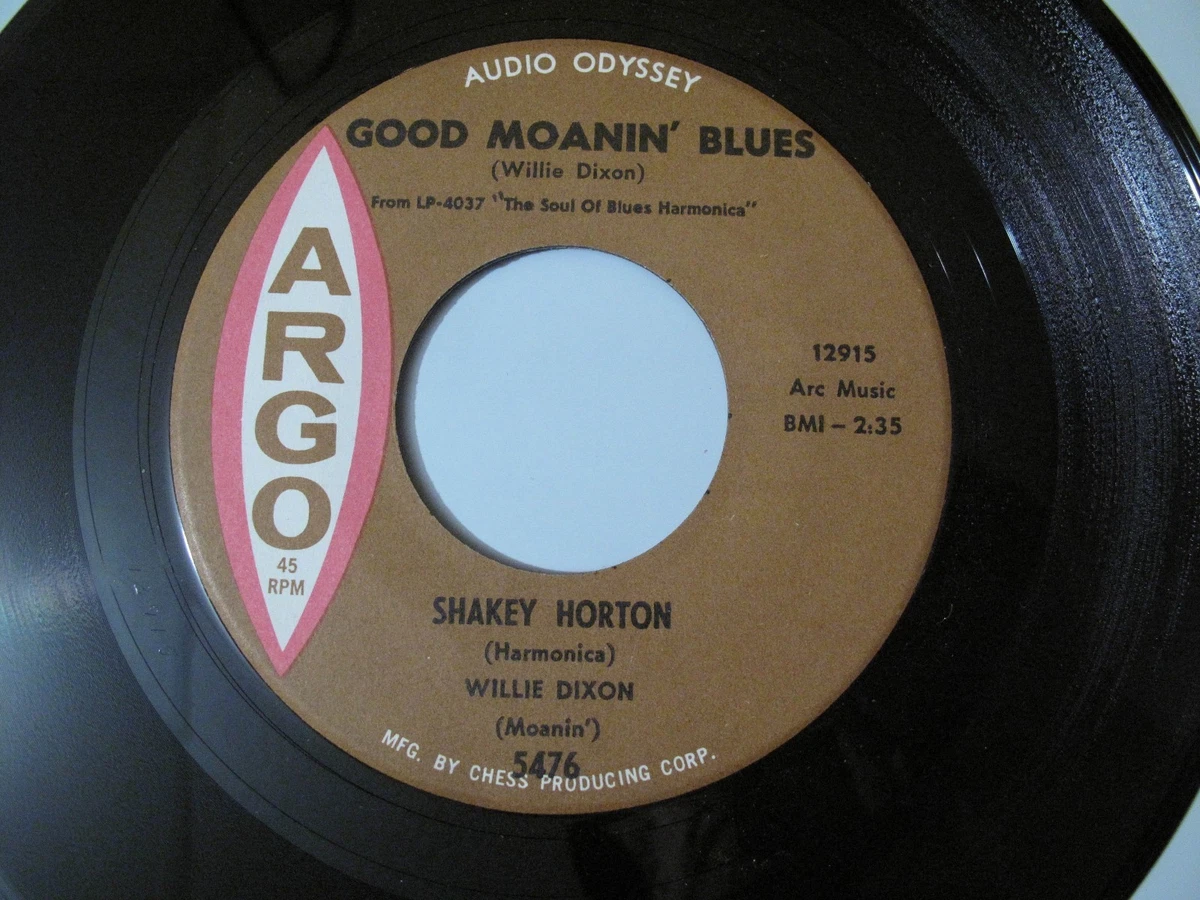 AUDIO ODYSSEY
GOOD MOANIN' BLUES
(Willie Dixon)
From LP-4037 "The Soul Of Blues Harmonica"
ARGO
45
RPM
12915
Arc Music
BMI – 2:35
SHAKEY HORTON
(Harmonica)
WILLIE DIXON
(Moanin')
5476
MFG. BY CHESS PRODUCING CORP.